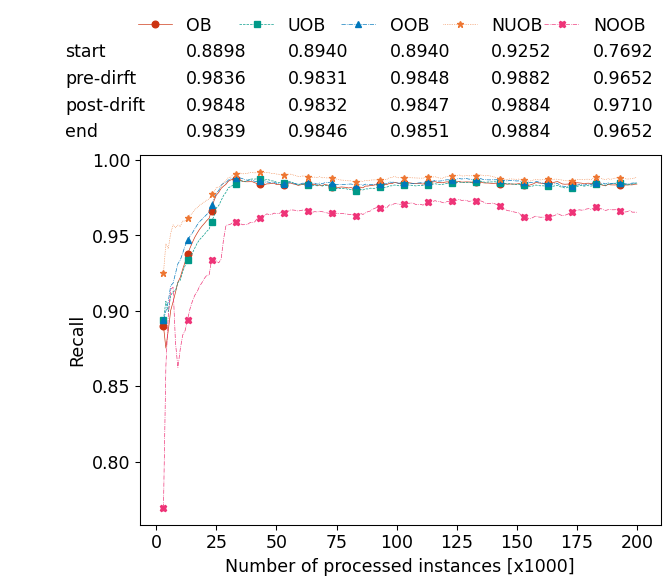 OB UOB OOB NUOB NOOB
start 0.8898 0.8940 0.8940 0.9252 0.7692
pre-dirft 0.9836 0.9831 0.9848 0.9882 0.9652
post-drift 0.9848 0.9832 0.9847 0.9884 0.9710
end 0.9839 0.9846 0.9851 0.9884 0.9652
1.00
0.95
0.90
0.85
0.80
Recall
0 25 50 75 100 125 150 175 200
Number of processed instances [x1000]